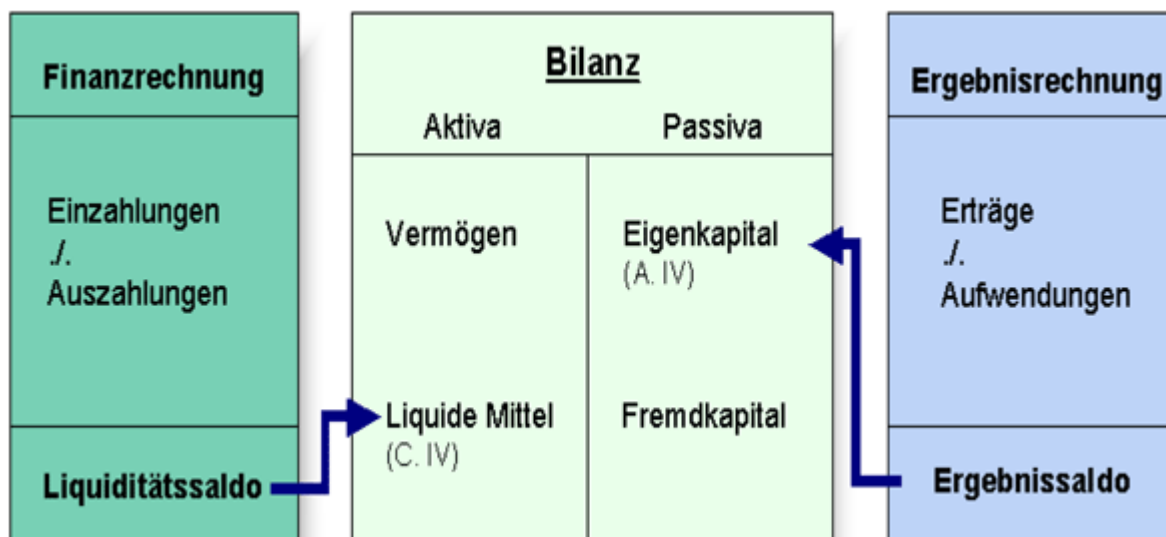 Finanzrechnung
Einzahlungen
./.
Auszahlungen
Liquiditätssaldo
Bilanz
Aktiva
Passiva
Vermögen
Liquide Mittel
(C. IV)
Eigenkapital
(A. IV)
Fremdkapital
Ergebnisrechnung
Erträge
./.
Aufwendungen
Ergebnissaldo